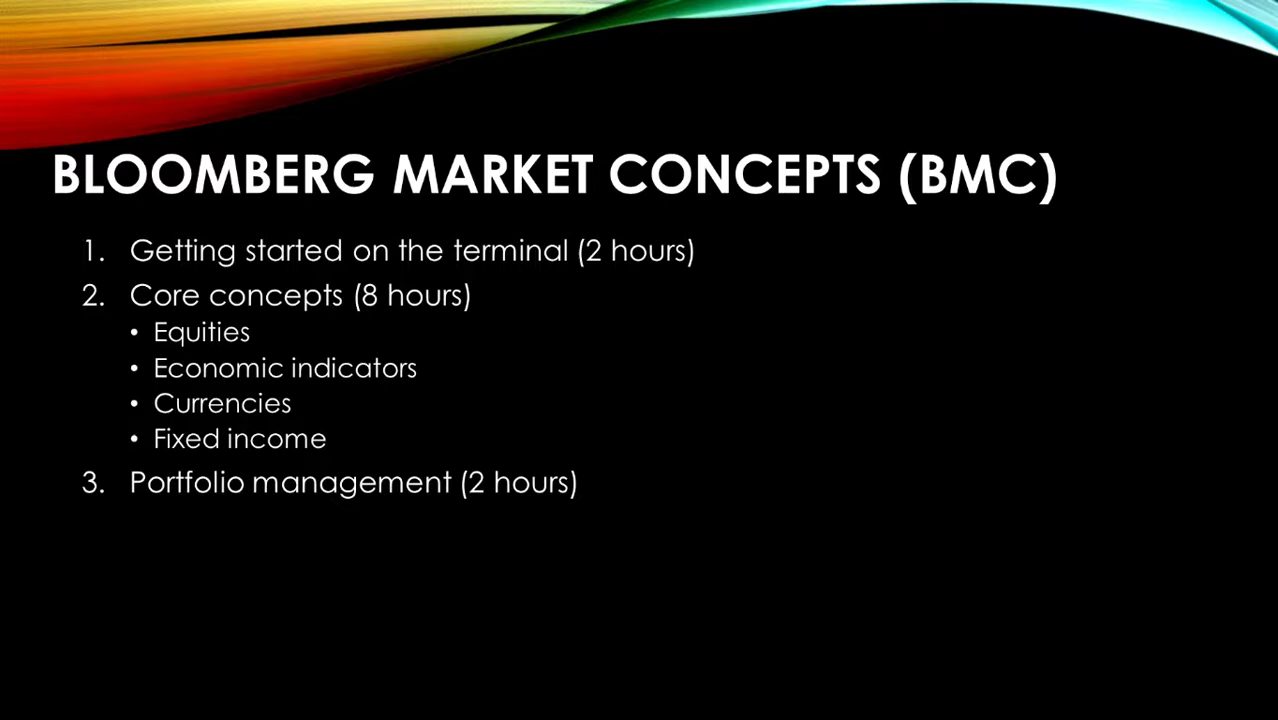 BLOOMBERG MARKET CONCEPTS (BMC)
1. Getting started on the terminal (2 hours)
2. Core concepts (8 hours)
• Equities
• Economic indicators
• Currencies
• Fixed income
3. Portfolio management (2 hours)